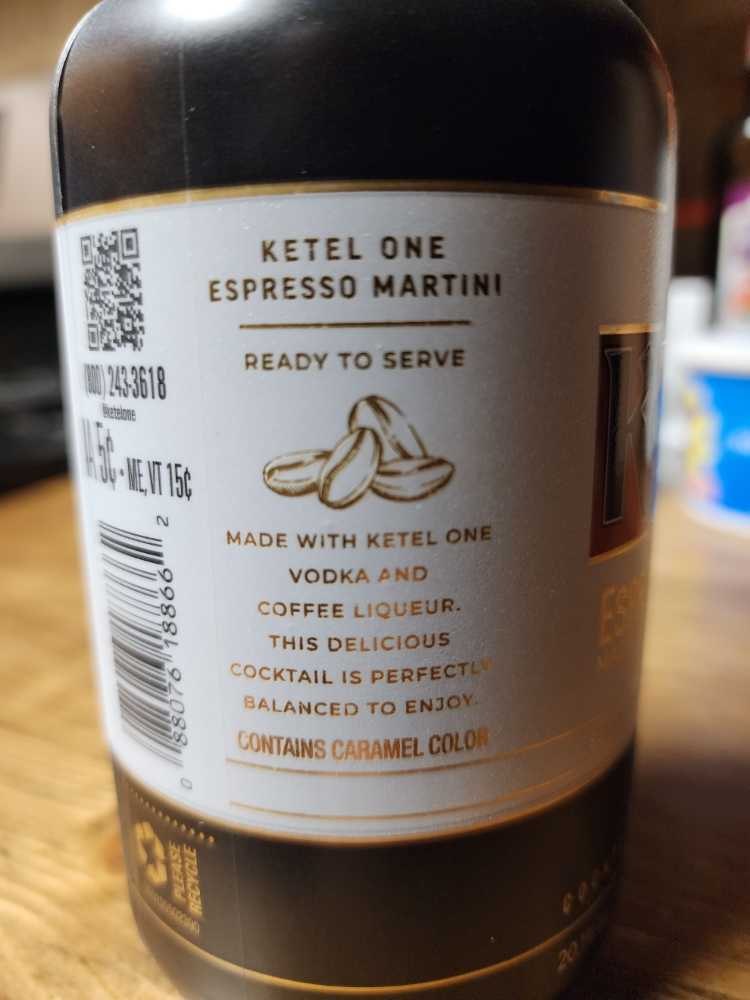 KETEL ONE
ESPRESSO MARTINI
READY TO SERVE
MADE WITH KETEL ONE
VODKA AND
COFFEE LIQUEUR.
THIS DELICIOUS
COCKTAIL IS PERFECTLY
BALANCED TO ENJOY.
CONTAINS CARAMEL COLOR
(800) 243-3618
@ketelone
IA 5¢ • ME, VT 15¢
0 88076 18866 2
PLEASE
RECYCLE
K
ESP